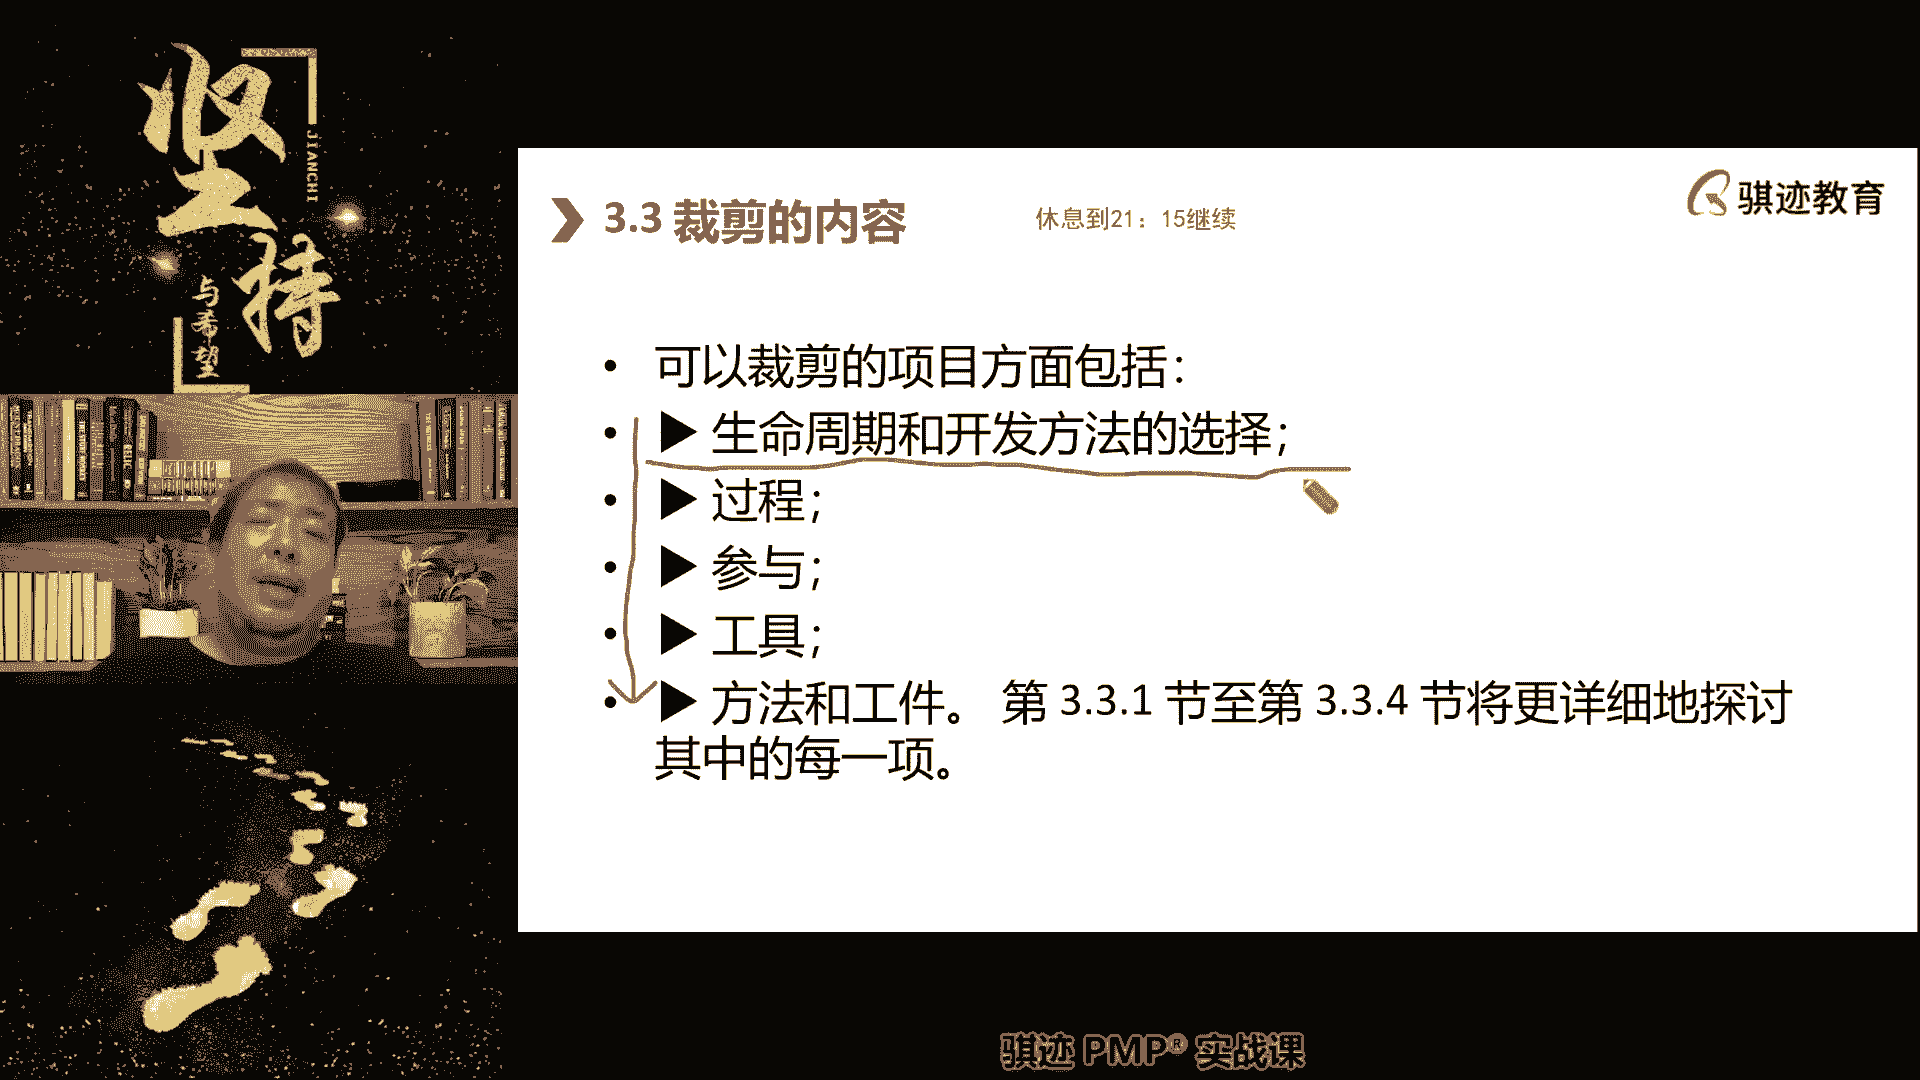 坚持
JIANCHI
与希望
3.3 裁剪的内容
休息到21：15继续
骐迹教育
• 可以裁剪的项目方面包括：
• ▶ 生命周期和开发方法的选择；
• ▶ 过程；
• ▶ 参与；
• ▶ 工具；
• ▶ 方法和工件。 第 3.3.1 节至第 3.3.4 节将更详细地探讨
其中的每一项。
骐迹 PMP® 实战课